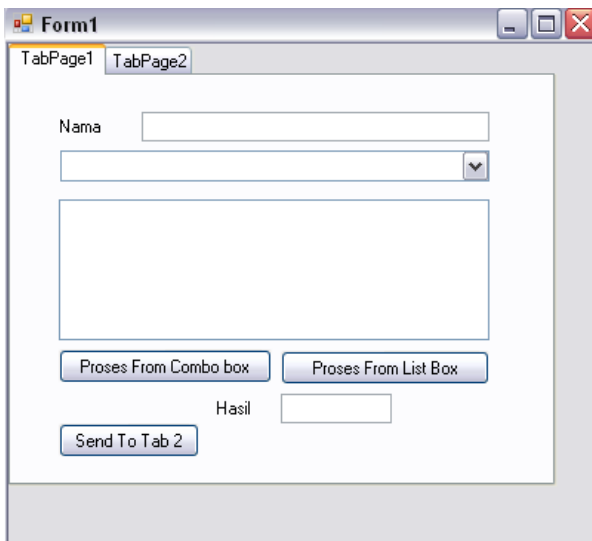 Form1
TabPage1 TabPage2
Nama
Proses From Combo box Proses From List Box
Hasil
Send To Tab 2